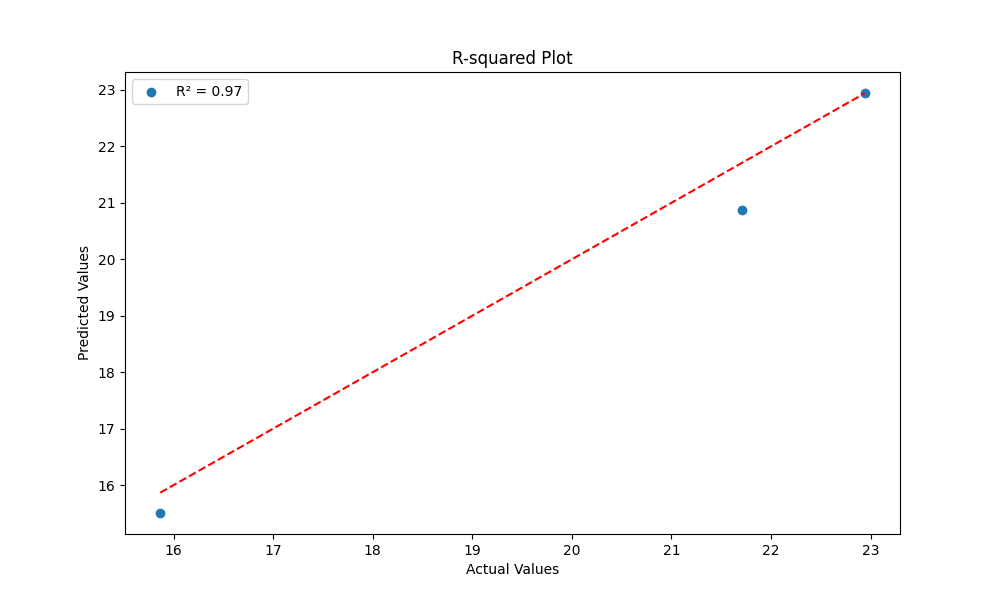 R-squared Plot
R² = 0.97
23
22
21
20
19
18
17
16
Predicted Values
16 17 18 19 20 21 22 23
Actual Values